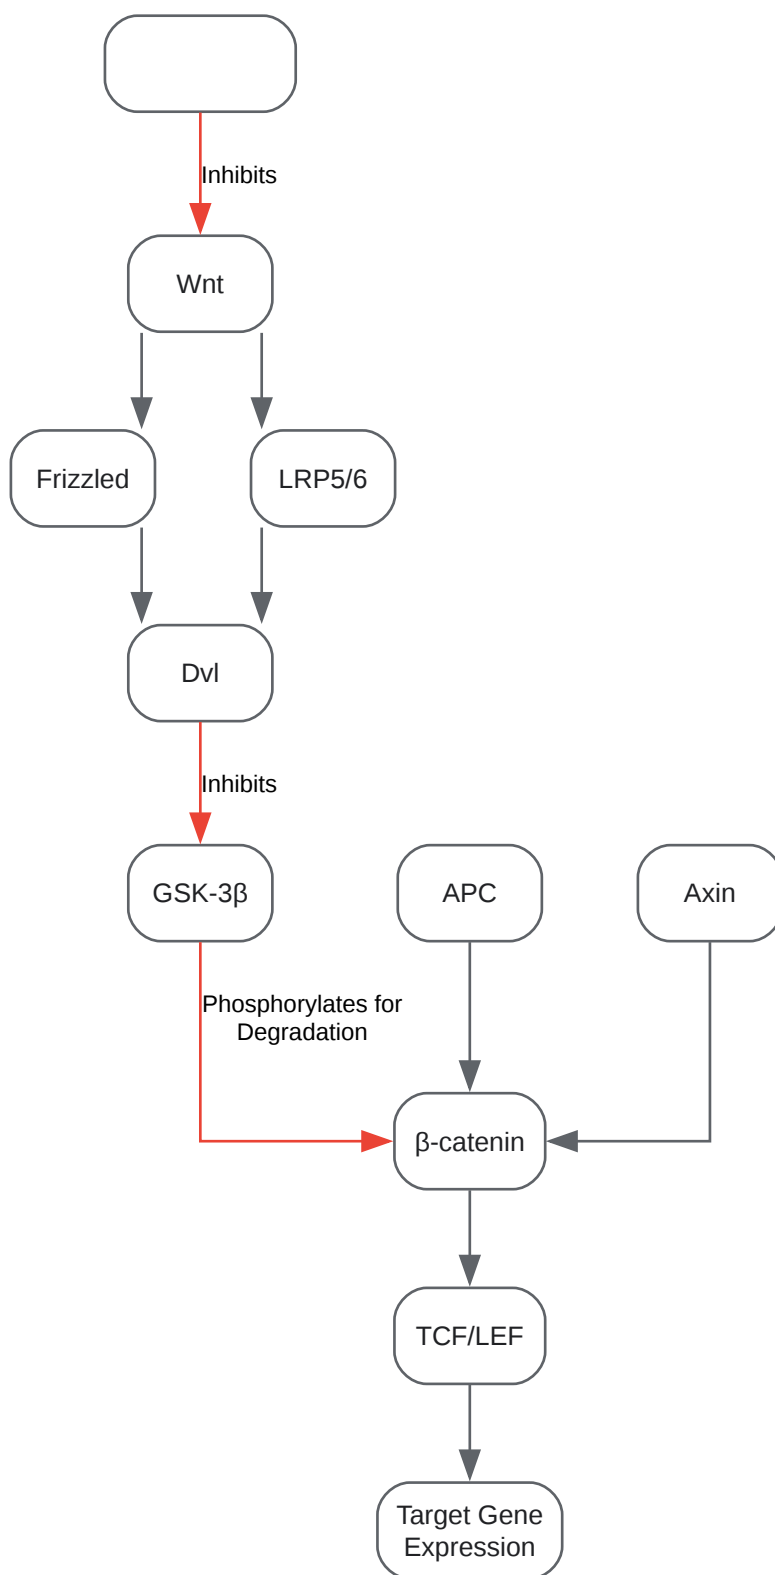 Inhibits
Wnt
Frizzled
LRP5/6
Dvl
Inhibits
GSK-3β
APC
Axin
Phosphorylates for
Degradation
β-catenin
TCF/LEF
Target Gene
Expression